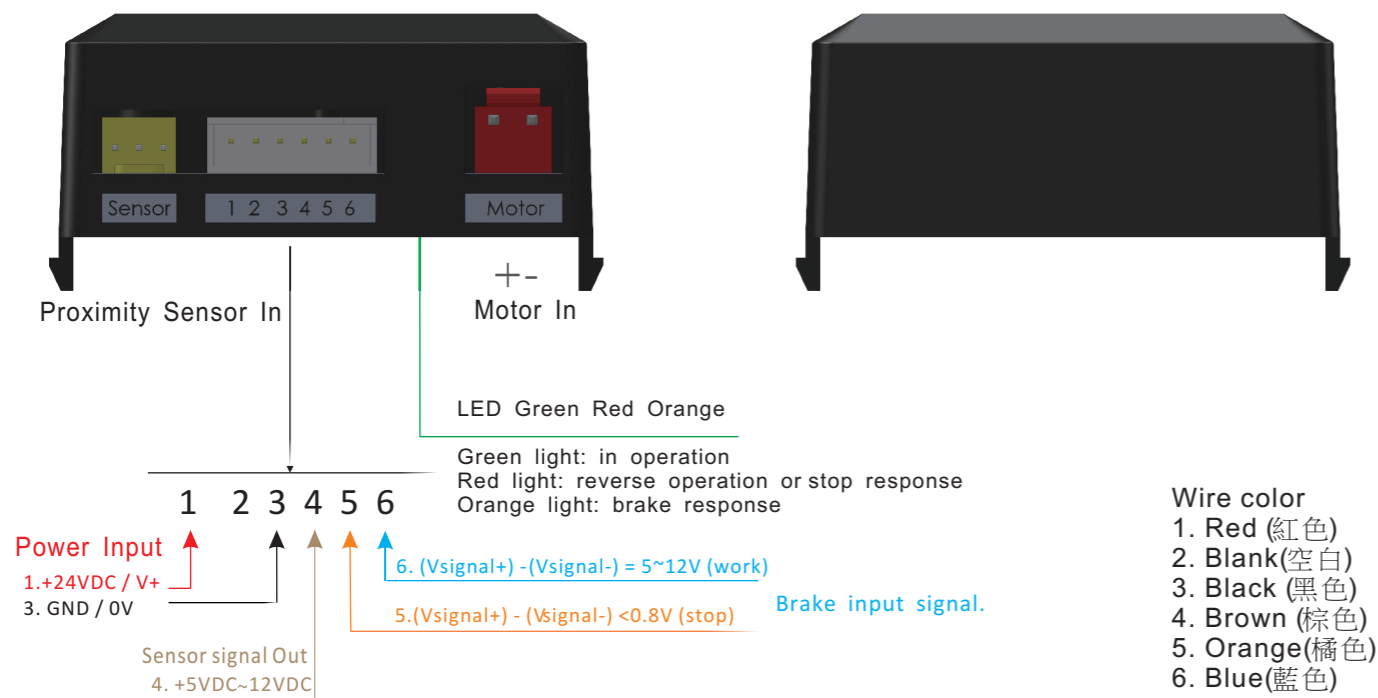 Sensor
1 2 3 4 5 6
Motor
+-
Proximity Sensor In
Motor In
LED Green Red Orange
Green light: in operation
Red light: reverse operation or stop response
Orange light: brake response
1 2 3 4 5 6
Power Input
1.+24VDC / V+
3. GND / 0V
6. (Vsignal+) -(Vsignal-) = 5~12V (work)
5.(Vsignal+) - (Vsignal-) <0.8V (stop)
Brake input signal.
Sensor signal Out
4. +5VDC~12VDC
Wire color
1. Red (紅色)
2. Blank(空白)
3. Black (黑色)
4. Brown (棕色)
5. Orange(橘色)
6. Blue(藍色)